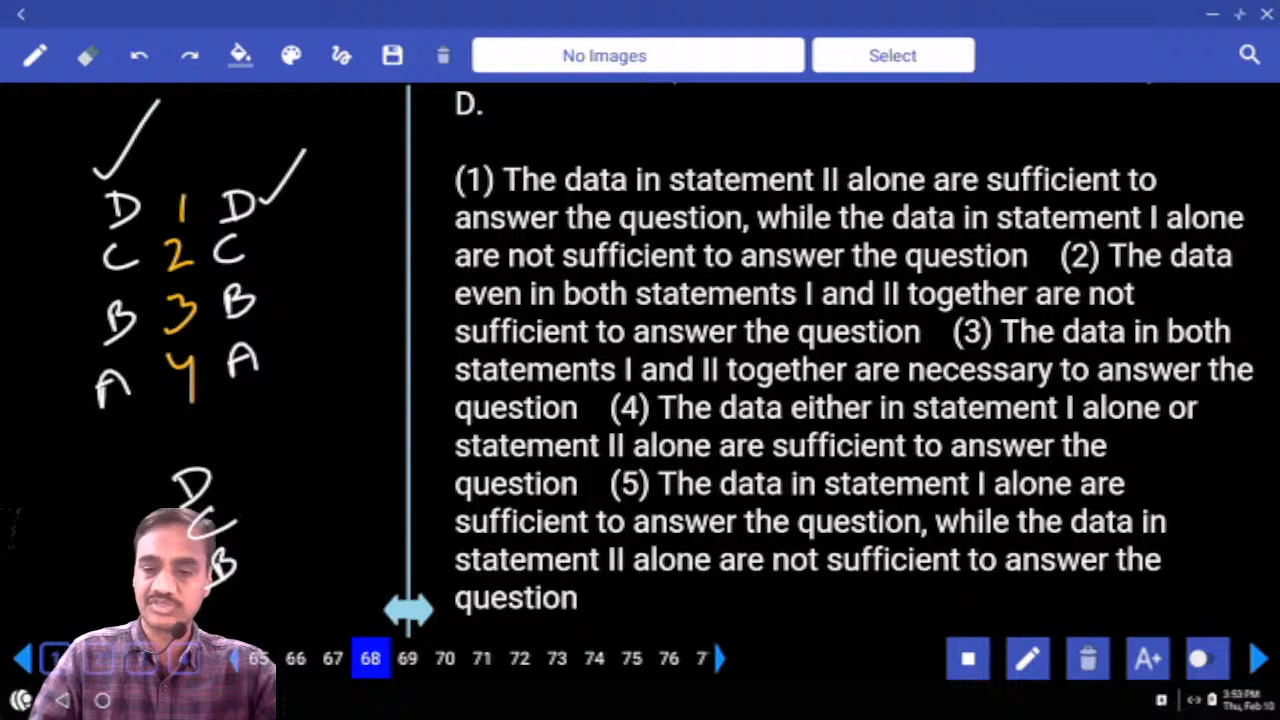 No Images
Select
D.
(1) The data in statement II alone are sufficient to
answer the question, while the data in statement I alone
are not sufficient to answer the question (2) The data
even in both statements I and II together are not
sufficient to answer the question (3) The data in both
statements I and II together are necessary to answer the
question (4) The data either in statement I alone or
statement II alone are sufficient to answer the
question (5) The data in statement I alone are
sufficient to answer the question, while the data in
statement II alone are not sufficient to answer the
question
D 1 D
C 2 C
B 3 B
A 4 A
D
C
B
65 66 67 68 69 70 71 72 73 74 75 76
A+
3:53 PM
Thu, Feb 10